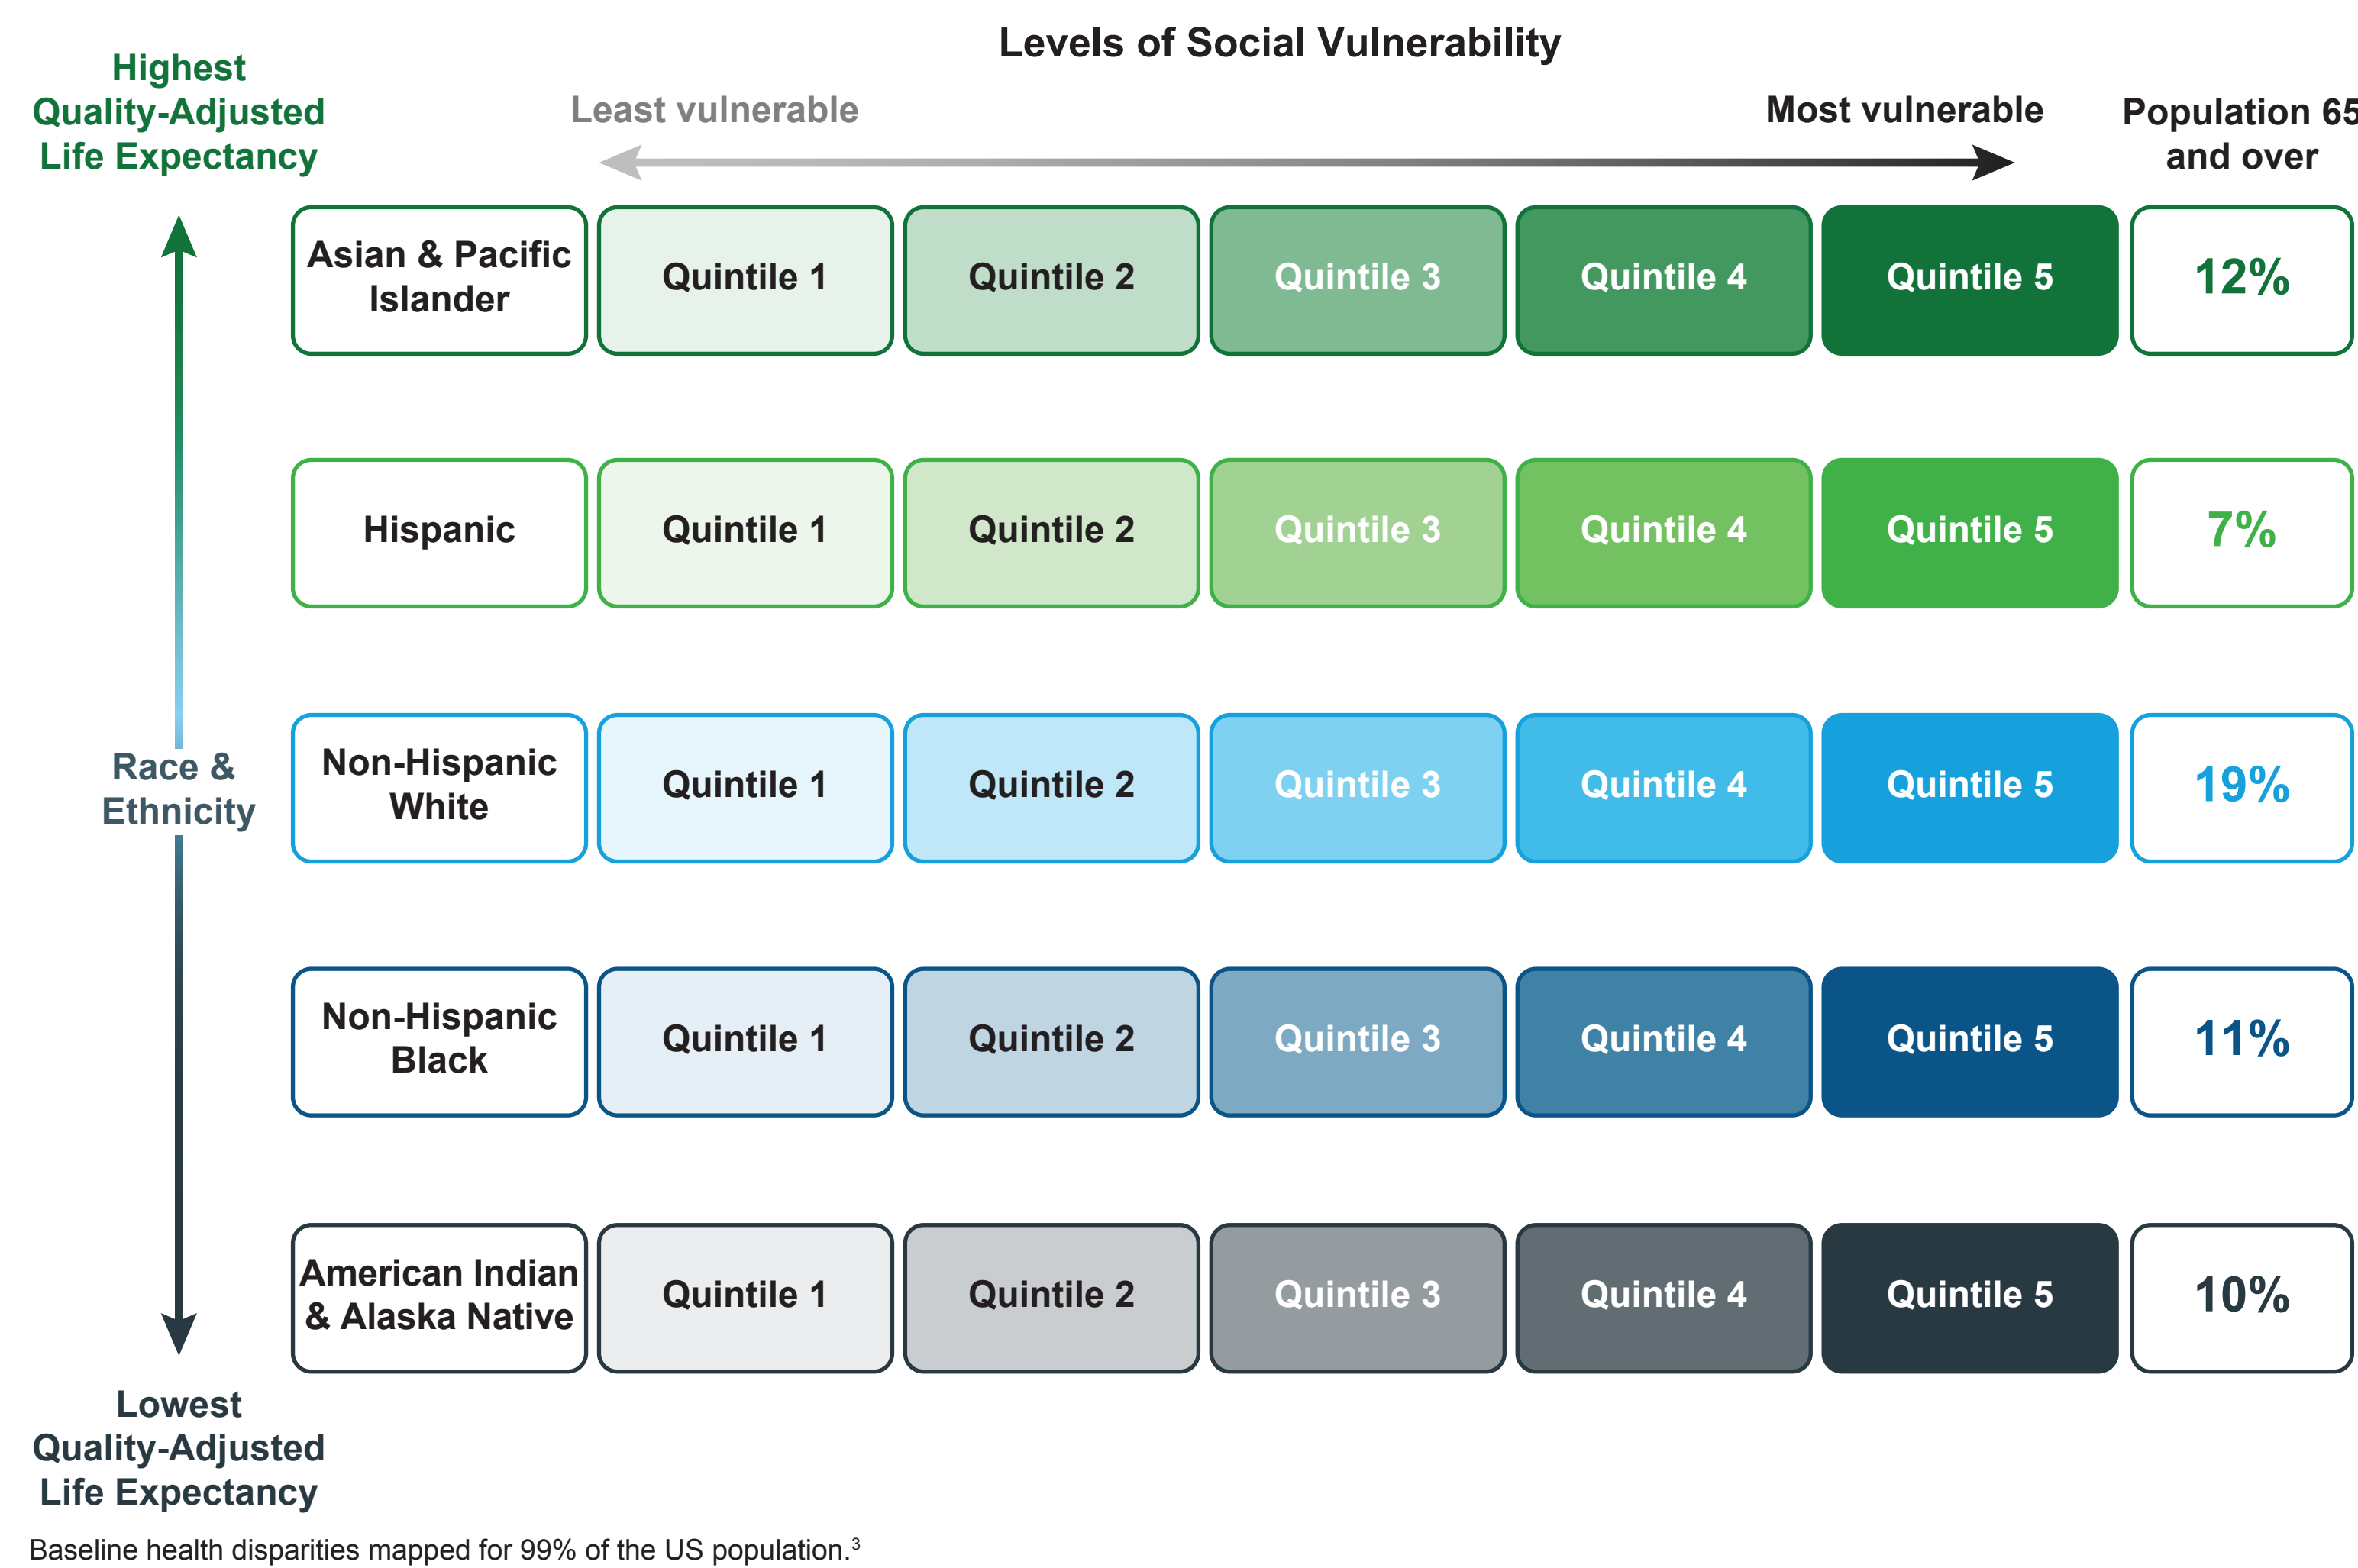 Levels of Social Vulnerability
Highest
Quality-Adjusted
Life Expectancy
Least vulnerable
Most vulnerable
Population 65
and over
Asian & Pacific
Islander
Quintile 1
Quintile 2
Quintile 3
Quintile 4
Quintile 5
12%
Hispanic
Quintile 1
Quintile 2
Quintile 3
Quintile 4
Quintile 5
7%
Race &
Ethnicity
Non-Hispanic
White
Quintile 1
Quintile 2
Quintile 3
Quintile 4
Quintile 5
19%
Non-Hispanic
Black
Quintile 1
Quintile 2
Quintile 3
Quintile 4
Quintile 5
11%
American Indian
& Alaska Native
Quintile 1
Quintile 2
Quintile 3
Quintile 4
Quintile 5
10%
Lowest
Quality-Adjusted
Life Expectancy
Baseline health disparities mapped for 99% of the US population.³